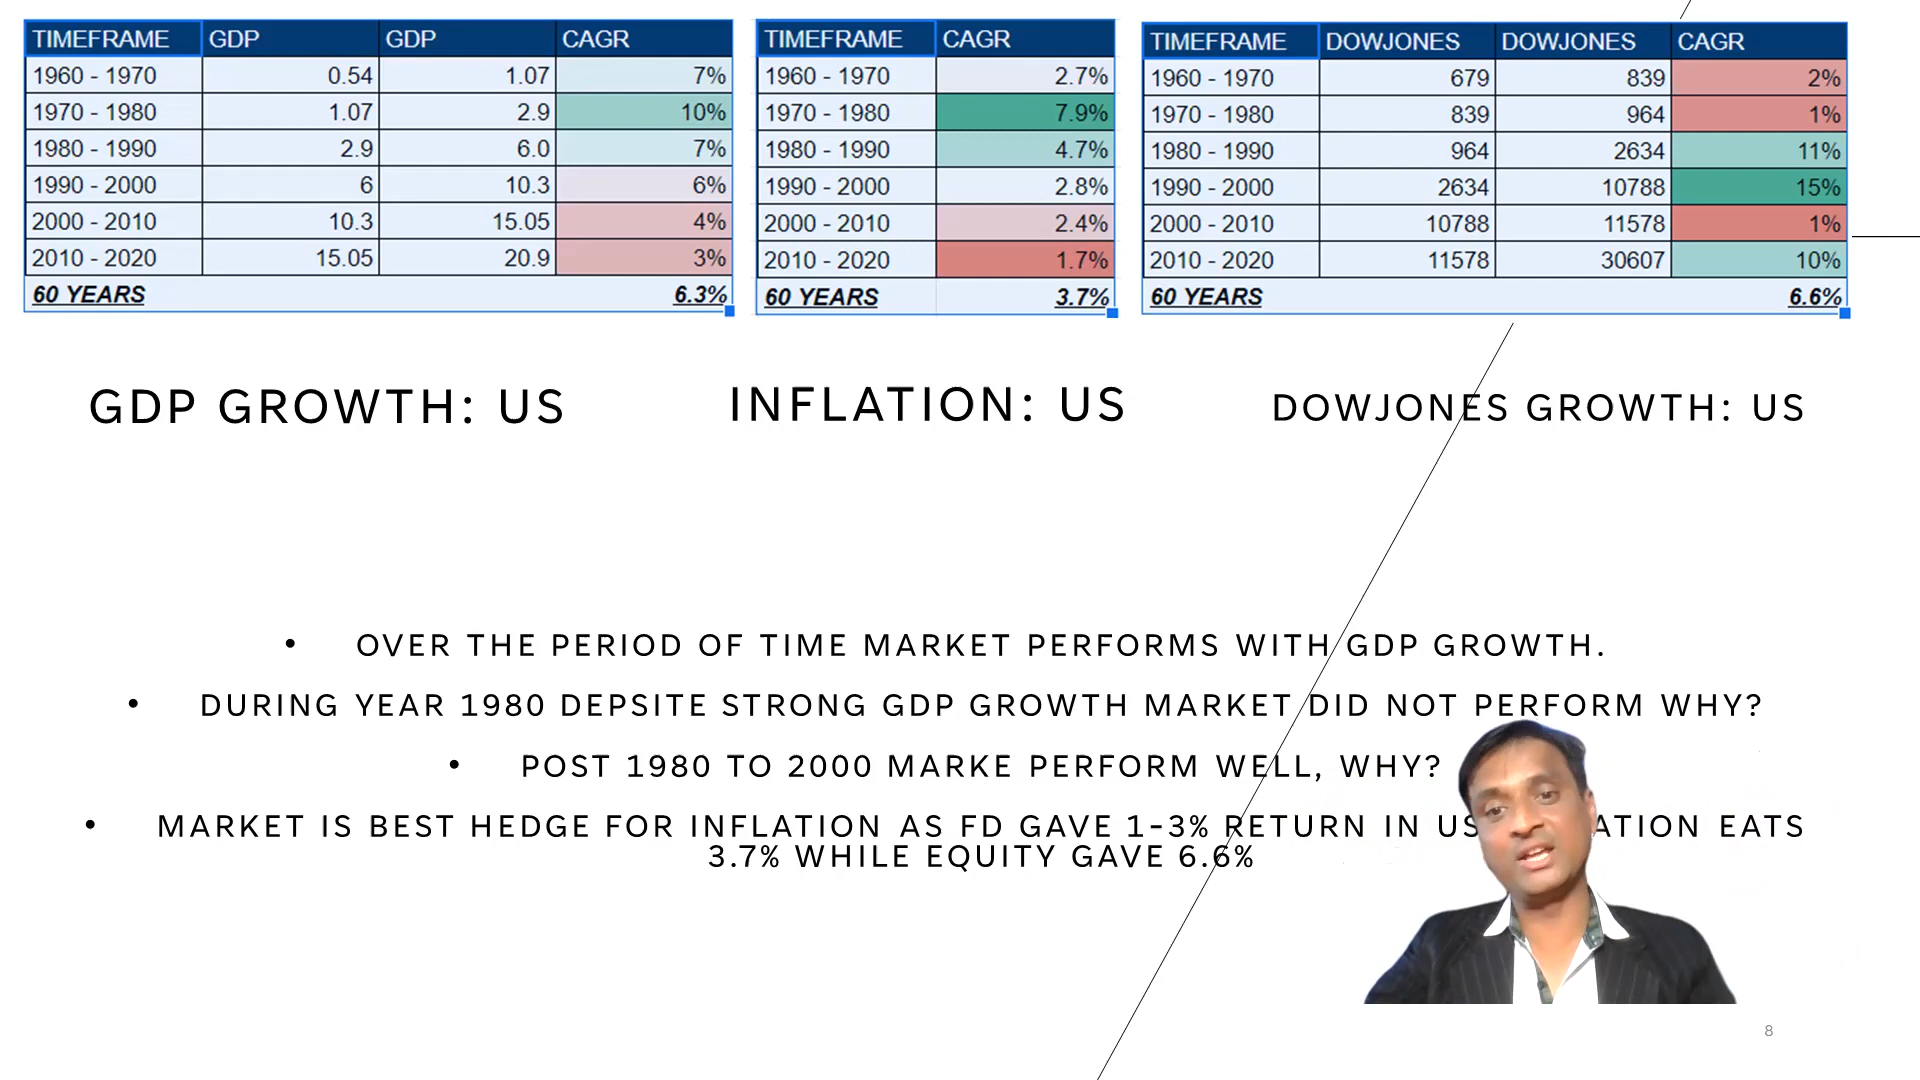 TIMEFRAME GDP GDP CAGR
1960 - 1970 0.54 1.07 7%
1970 - 1980 1.07 2.9 10%
1980 - 1990 2.9 6.0 7%
1990 - 2000 6 10.3 6%
2000 - 2010 10.3 15.05 4%
2010 - 2020 15.05 20.9 3%
60 YEARS 6.3%
TIMEFRAME CAGR
1960 - 1970 2.7%
1970 - 1980 7.9%
1980 - 1990 4.7%
1990 - 2000 2.8%
2000 - 2010 2.4%
2010 - 2020 1.7%
60 YEARS 3.7%
TIMEFRAME DOWJONES DOWJONES CAGR
1960 - 1970 679 839 2%
1970 - 1980 839 964 1%
1980 - 1990 964 2634 11%
1990 - 2000 2634 10788 15%
2000 - 2010 10788 11578 1%
2010 - 2020 11578 30607 10%
60 YEARS 6.6%
GDP GROWTH: US
INFLATION: US
DOWJONES GROWTH: US
• OVER THE PERIOD OF TIME MARKET PERFORMS WITH GDP GROWTH.
• DURING YEAR 1980 DEPSITE STRONG GDP GROWTH MARKET DID NOT PERFORM WHY?
• POST 1980 TO 2000 MARKE PERFORM WELL, WHY?
• MARKET IS BEST HEDGE FOR INFLATION AS FD GAVE 1-3% RETURN IN US EATS
3.7% WHILE EQUITY GAVE 6.6%
8